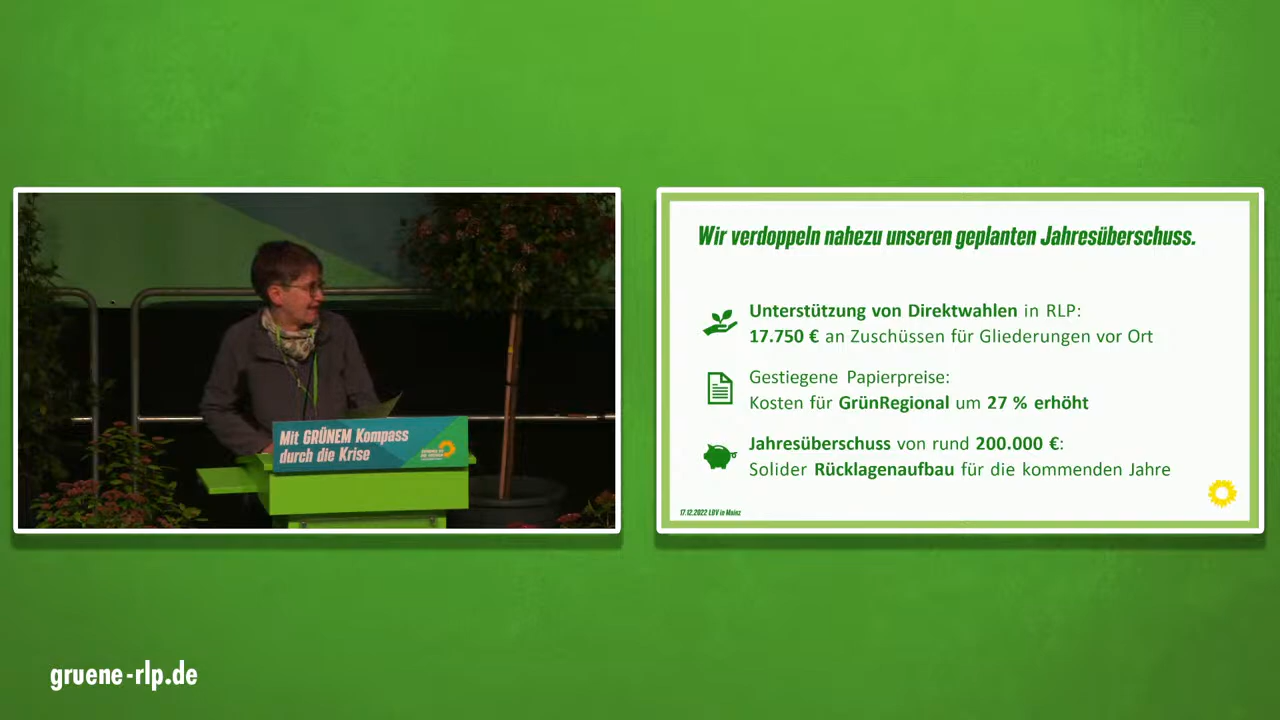 Mit GRÜNEM Kompass
durch die Krise
Wir verdoppeln nahezu unseren geplanten Jahresüberschuss.
Unterstützung von Direktwahlen in RLP:
17.750 € an Zuschüssen für Gliederungen vor Ort
Gestiegene Papierpreise:
Kosten für GrünRegional um 27 % erhöht
Jahresüberschuss von rund 200.000 €:
Solider Rücklagenaufbau für die kommenden Jahre
17.12.2022 LDV in Mainz
gruene-rlp.de